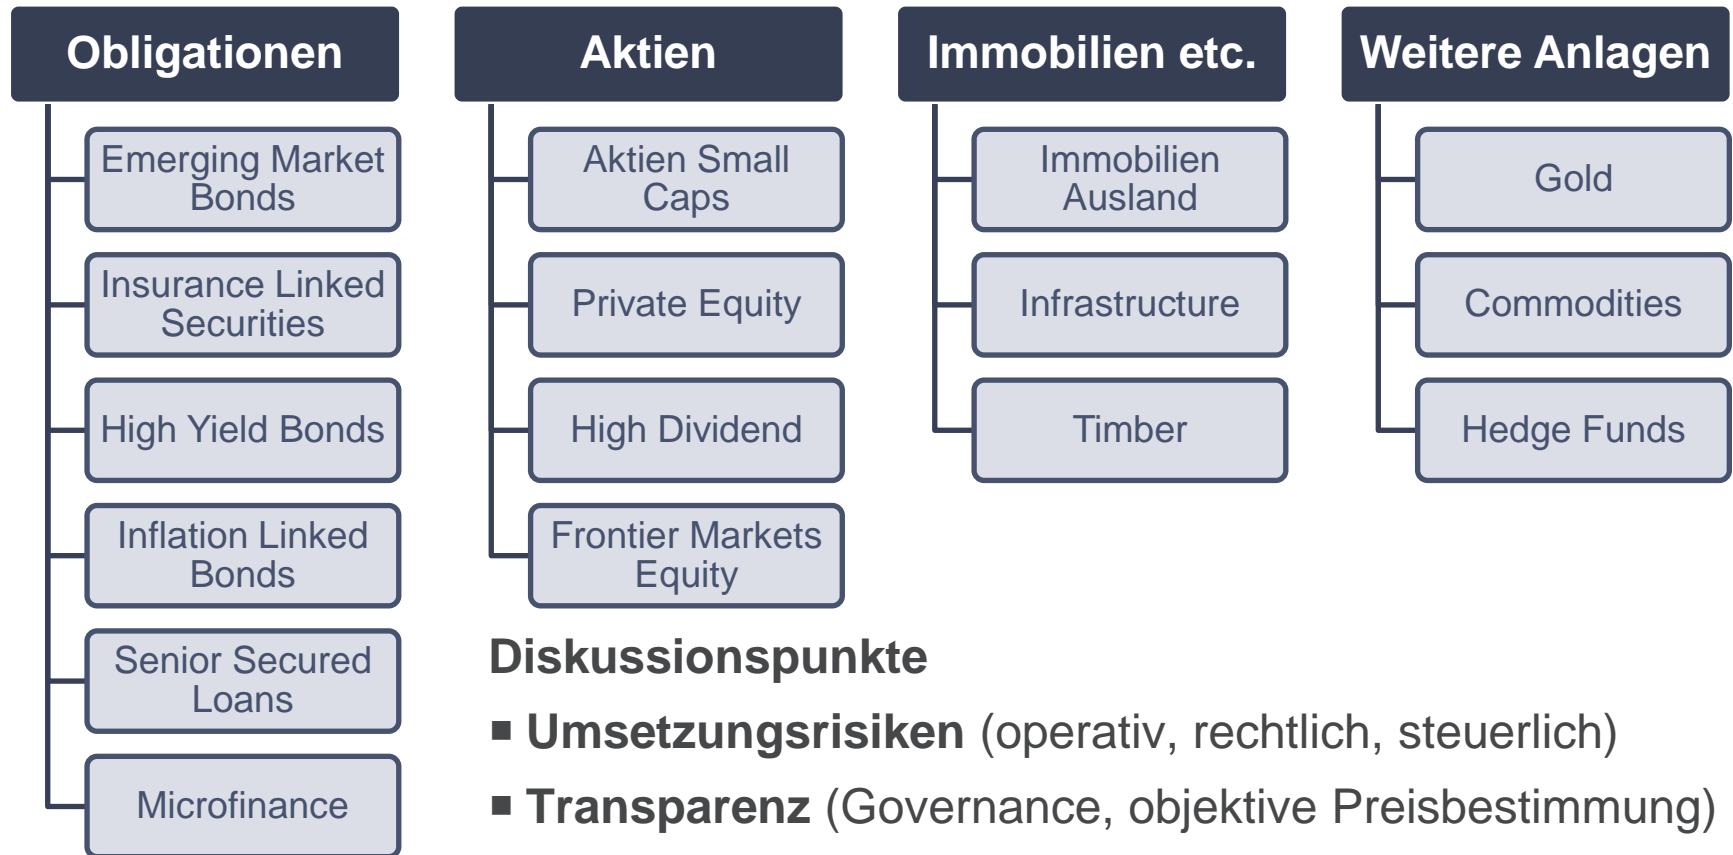 Obligationen
Emerging Market
Bonds
Insurance Linked
Securities
High Yield Bonds
Inflation Linked
Bonds
Senior Secured
Loans
Microfinance
Aktien
Aktien Small
Caps
Private Equity
High Dividend
Frontier Markets
Equity
Immobilien etc.
Immobilien
Ausland
Infrastructure
Timber
Weitere Anlagen
Gold
Commodities
Hedge Funds
Diskussionspunkte
▪ Umsetzungsrisiken (operativ, rechtlich, steuerlich)
▪ Transparenz (Governance, objektive Preisbestimmung)